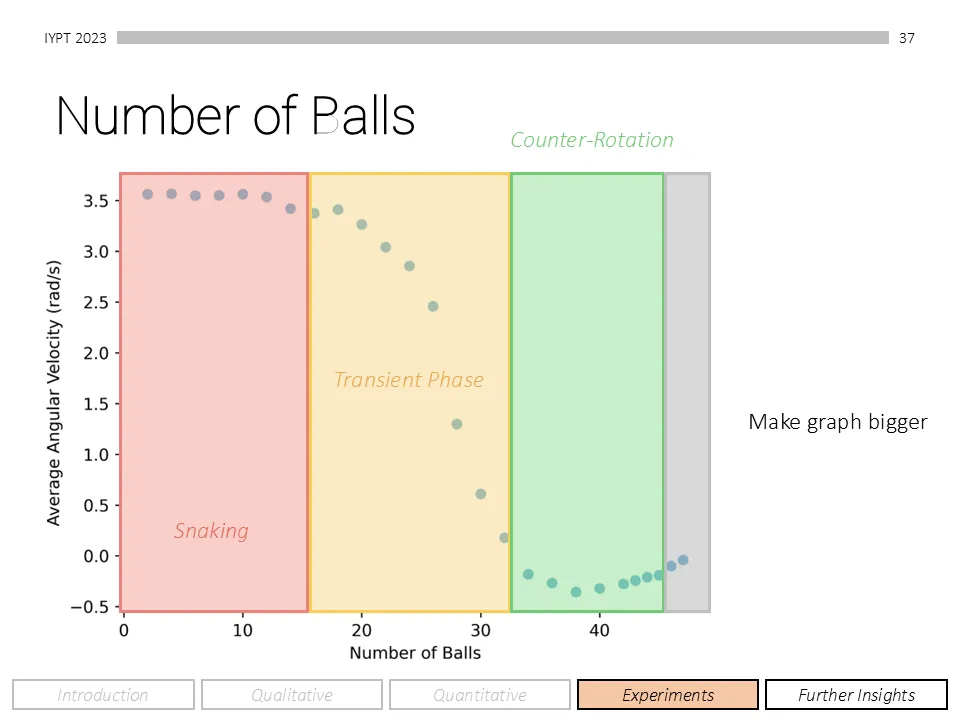 IYPT 2023
37
Number of Balls
Counter-Rotation
3.5
3.0
2.5
2.0
1.5
1.0
0.5
0.0
−0.5
Average Angular Velocity (rad/s)
Transient Phase
Make graph bigger
Snaking
0 10 20 30 40
Number of Balls
Introduction Qualitative Quantitative Experiments Further Insights